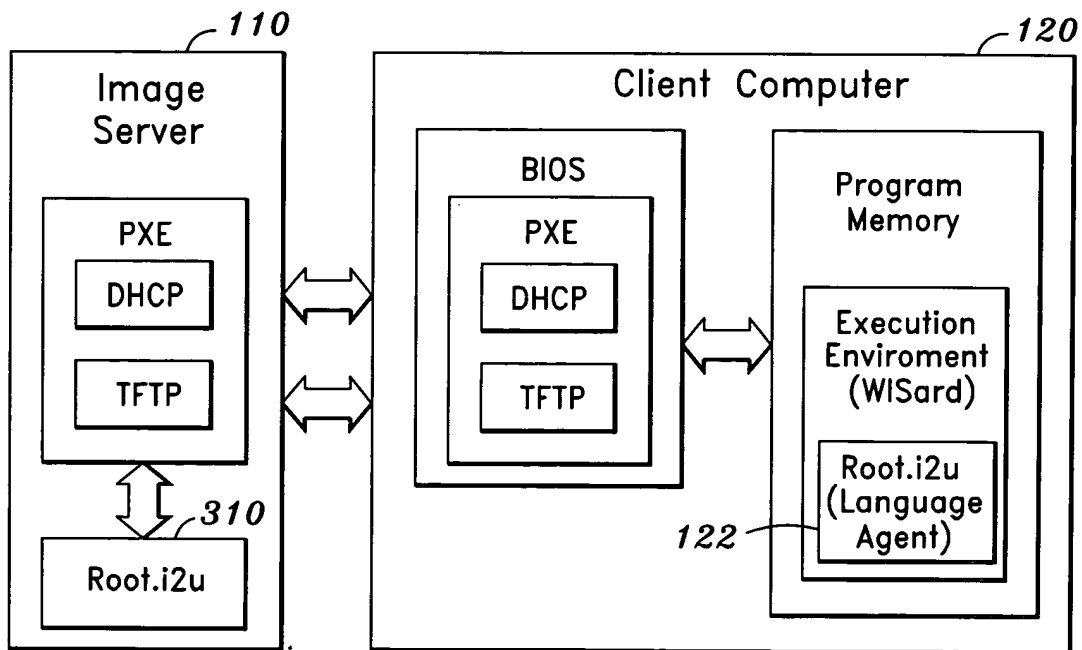 110
Image
Server
PXE
DHCP
TFTP
310
Root.i2u
120
Client Computer
BIOS
PXE
DHCP
TFTP
Program
Memory
Execution
Enviroment
(WISard)
Root.i2u
(Language
Agent)
122